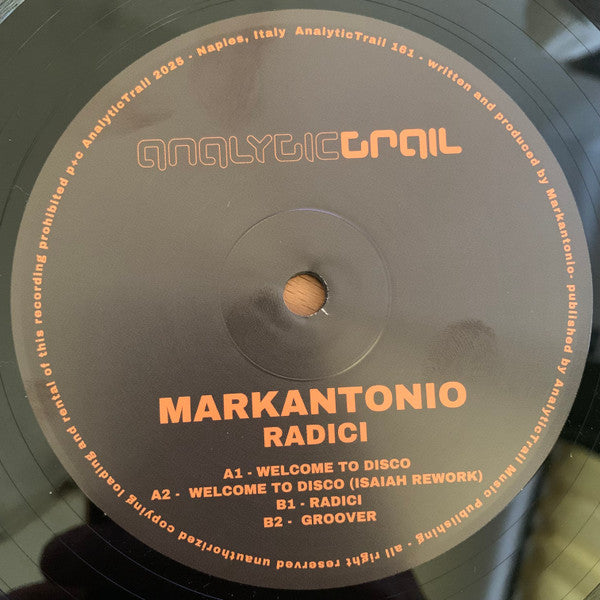 unauthorized copying loading and rental of this recording prohibited p+c AnalyticTrail 2025 - Naples, Italy AnalyticTrail 161 - written and produced by Markantonio- published by AnalyticTrail Music Publishing - all right reserved
ANALYTICTRAIL
MARKANTONIO
RADICI
A1 - WELCOME TO DISCO
A2 - WELCOME TO DISCO (ISAIAH REWORK)
B1 - RADICI
B2 - GROOVER